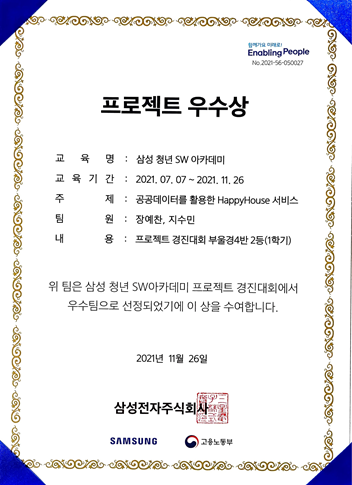 함께가요 미래로!
Enabling People
No.2021-56-050027
프로젝트 우수상
교 육 명 : 삼성 청년 SW 아카데미
교 육 기 간 : 2021. 07. 07 ~ 2021. 11. 26
주 제 : 공공데이터를 활용한 HappyHouse 서비스
팀 원 : 장예찬, 지수민
내 용 : 프로젝트 경진대회 부울경4반 2등(1학기)
위 팀은 삼성 청년 SW아카데미 프로젝트 경진대회에서
우수팀으로 선정되었기에 이 상을 수여합니다.
2021년 11월 26일
삼성전자주식회사
SAMSUNG 고용노동부